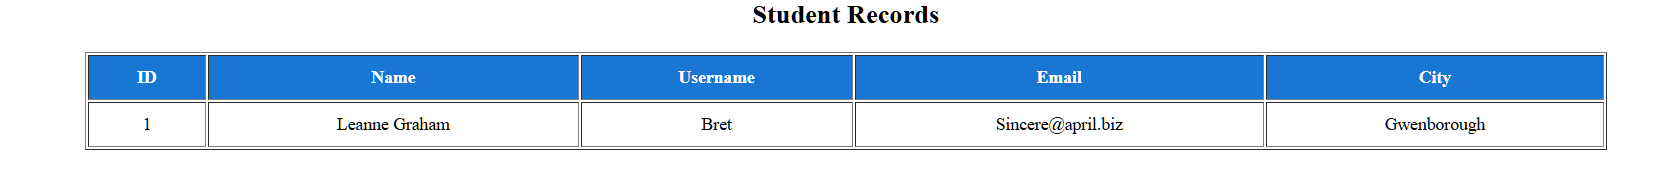 Student Records
ID Name Username Email City
1 Leanne Graham Bret Sincere@april.biz Gwenborough